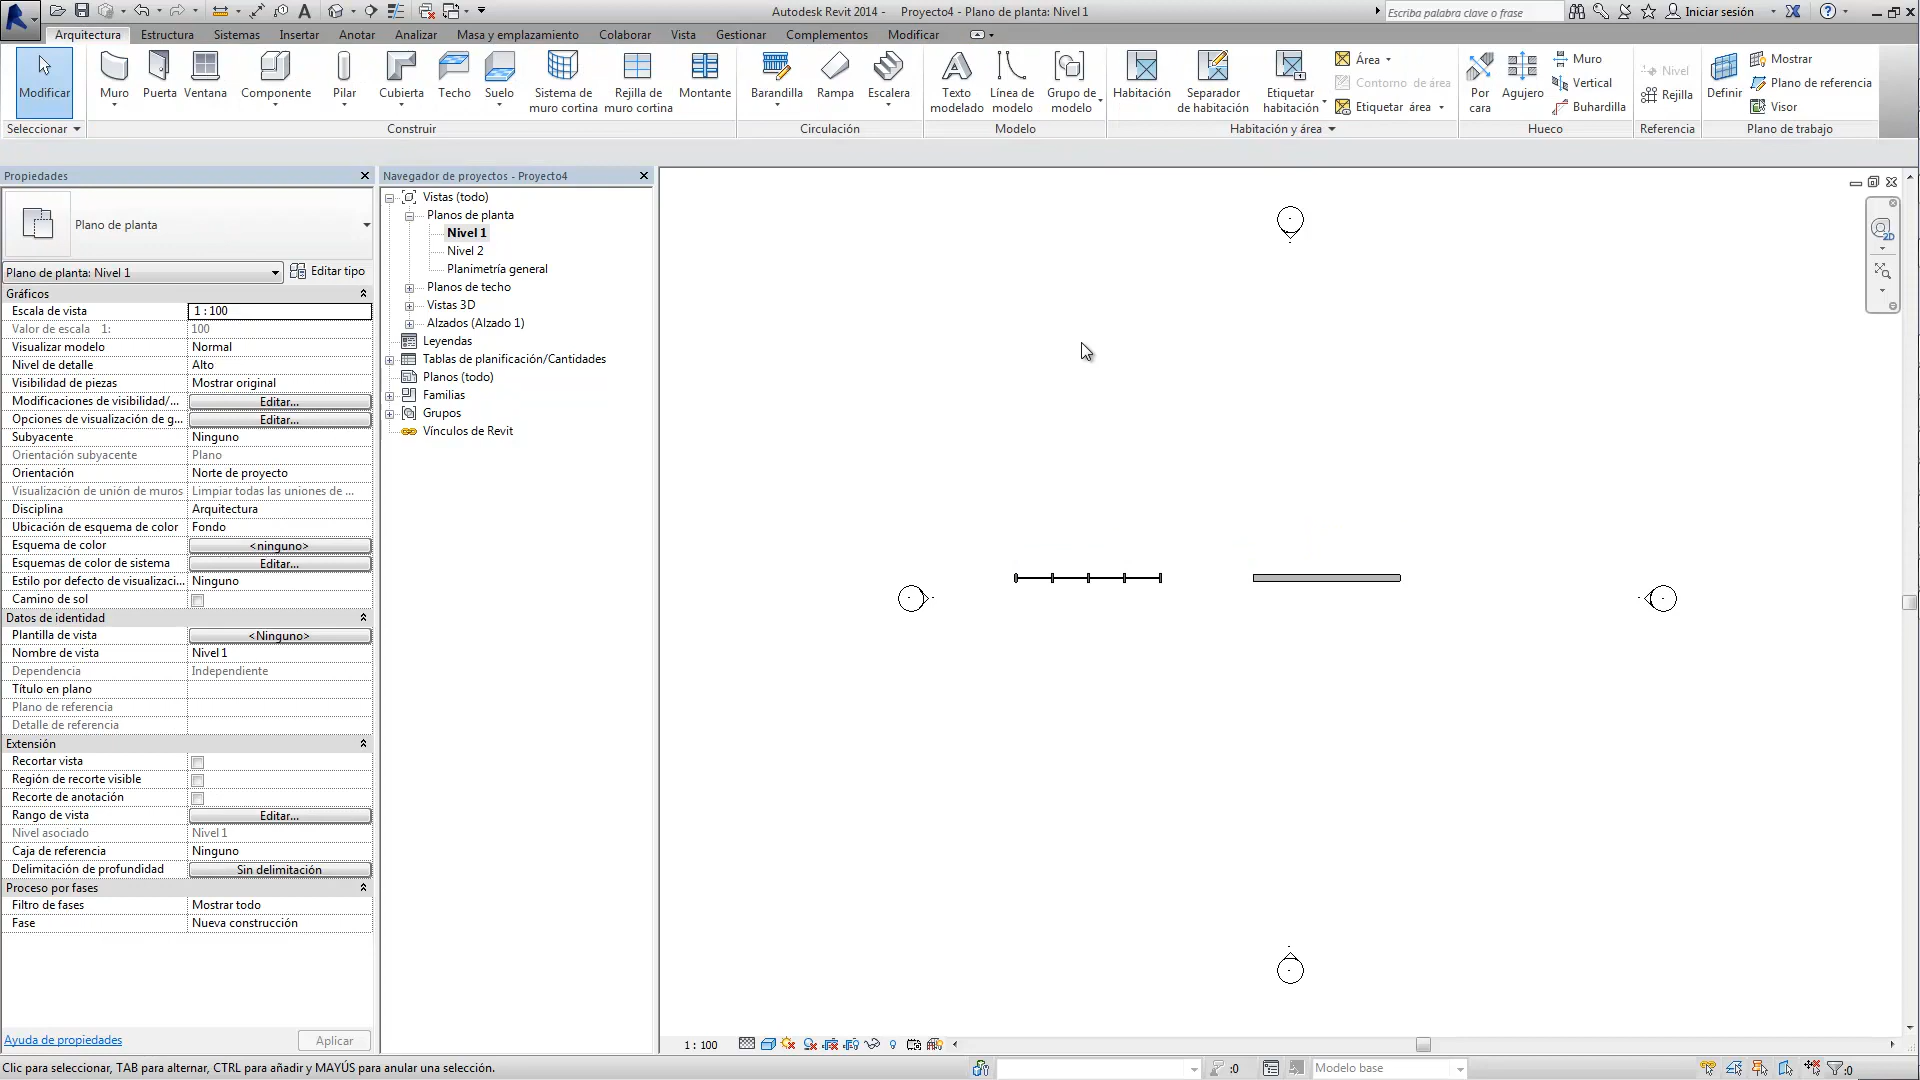 Autodesk Revit 2014 - Proyecto4 - Plano de planta: Nivel 1
Escriba palabra clave o frase
Iniciar sesión
Arquitectura Estructura Sistemas Insertar Anotar Analizar Masa y emplazamiento Colaborar Vista Gestionar Complementos Modificar
Modificar
Muro
Puerta
Ventana
Componente
Pilar
Cubierta
Techo
Suelo
Sistema de
muro cortina
Rejilla de
muro cortina
Montante
Barandilla
Rampa
Escalera
Texto
modelado
Línea de
modelo
Grupo de
modelo
Habitación
Separador
de habitación
Etiquetar
habitación
Área
Contorno de área
Etiquetar área
Por
cara
Agujero
Muro
Vertical
Buhardilla
Nivel
Rejilla
Definir
Mostrar
Plano de referencia
Visor
Seleccionar
Construir
Circulación
Modelo
Habitación y área
Hueco
Referencia
Plano de trabajo
Propiedades
Plano de planta
Plano de planta: Nivel 1
Editar tipo
Gráficos
Escala de vista 1 : 100
Valor de escala 1: 100
Visualizar modelo Normal
Nivel de detalle Alto
Visibilidad de piezas Mostrar original
Modificaciones de visibilidad/... Editar...
Opciones de visualización de g... Editar...
Subyacente Ninguno
Orientación subyacente Plano
Orientación Norte de proyecto
Visualización de unión de muros Limpiar todas las uniones de ...
Disciplina Arquitectura
Ubicación de esquema de color Fondo
Esquema de color <ninguno>
Esquemas de color de sistema Editar...
Estilo por defecto de visualizaci... Ninguno
Camino de sol
Datos de identidad
Plantilla de vista <Ninguno>
Nombre de vista Nivel 1
Dependencia Independiente
Título en plano
Plano de referencia
Detalle de referencia
Extensión
Recortar vista
Región de recorte visible
Recorte de anotación
Rango de vista Editar...
Nivel asociado Nivel 1
Caja de referencia Ninguno
Delimitación de profundidad Sin delimitación
Proceso por fases
Filtro de fases Mostrar todo
Fase Nueva construcción
Ayuda de propiedades
Aplicar
Navegador de proyectos - Proyecto4
Vistas (todo)
Planos de planta
Nivel 1
Nivel 2
Planimetría general
Planos de techo
Vistas 3D
Alzados (Alzado 1)
Leyendas
Tablas de planificación/Cantidades
Planos (todo)
Familias
Grupos
Vínculos de Revit
2D
1 : 100
Clic para seleccionar, TAB para alternar, CTRL para añadir y MAYÚS para anular una selección.
:0
Modelo base
:0